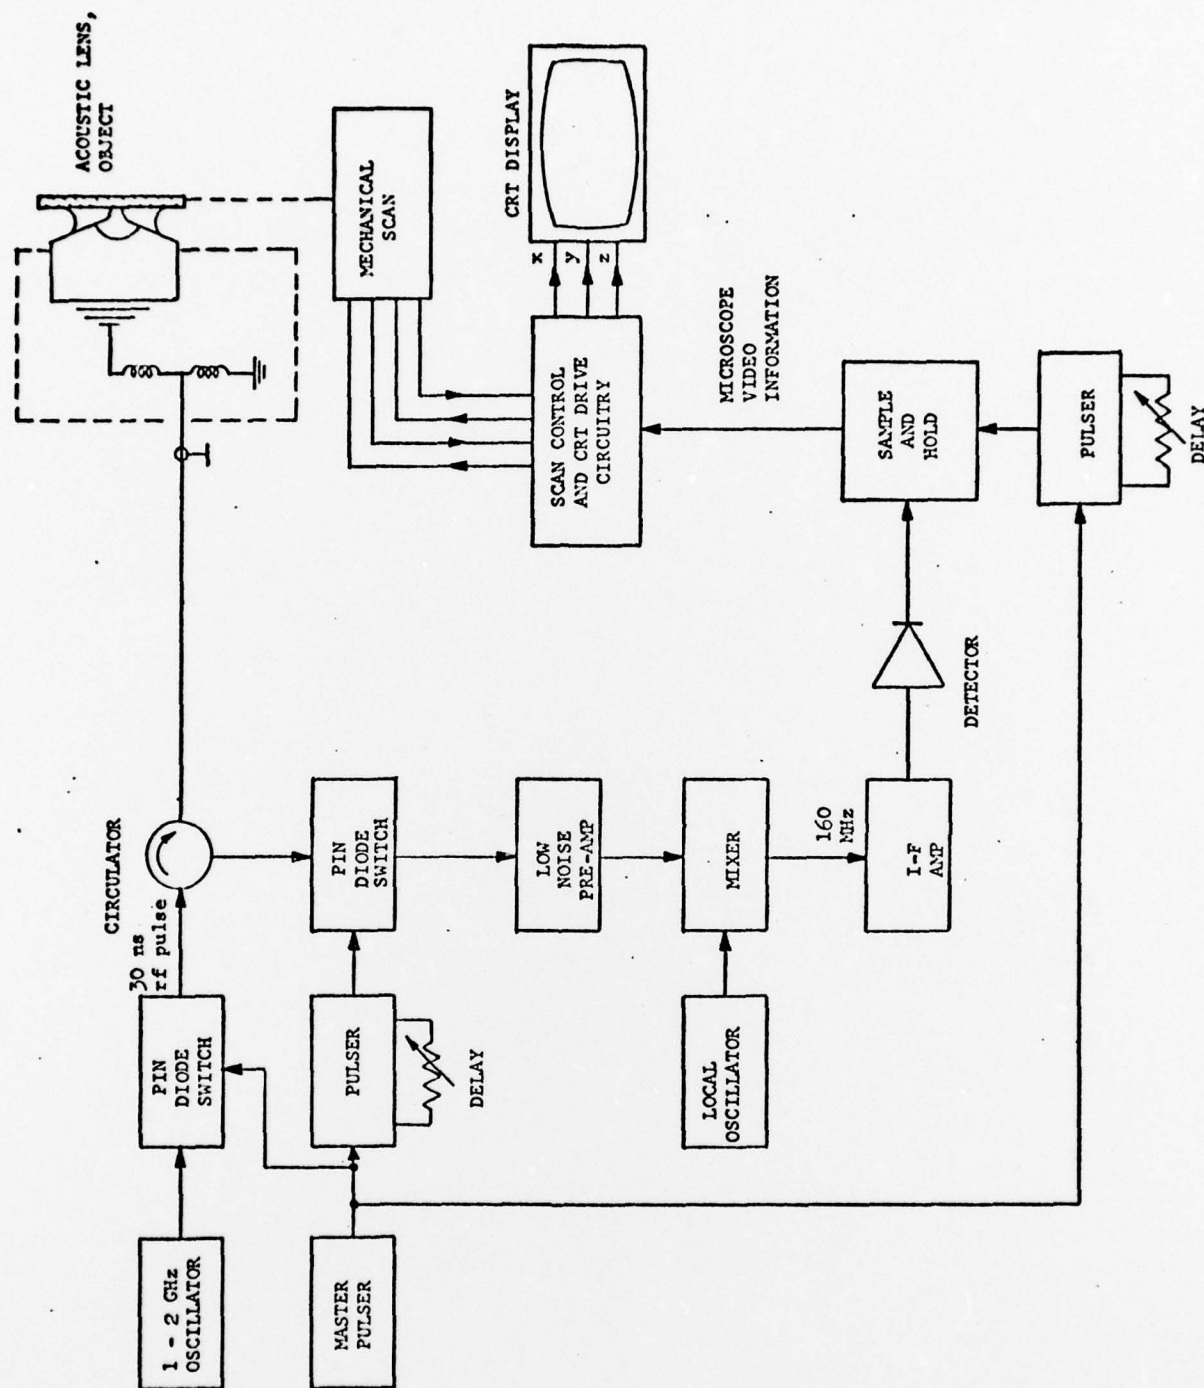 1 - 2 GHz
OSCILLATOR
PIN
DIODE
SWITCH
30 ns
rf pulse
CIRCULATOR
ACOUSTIC LENS,
OBJECT
MASTER
PULSER
PULSER
DELAY
PIN
DIODE
SWITCH
MECHANICAL
SCAN
LOW
NOISE
PRE-AMP
SCAN CONTROL
AND CRT DRIVE
CIRCUITRY
x
y
z
CRT DISPLAY
LOCAL
OSCILLATOR
MIXER
MICROSCOPE
VIDEO
INFORMATION
160
MHz
I-F
AMP
DETECTOR
SAMPLE
AND
HOLD
PULSER
DELAY